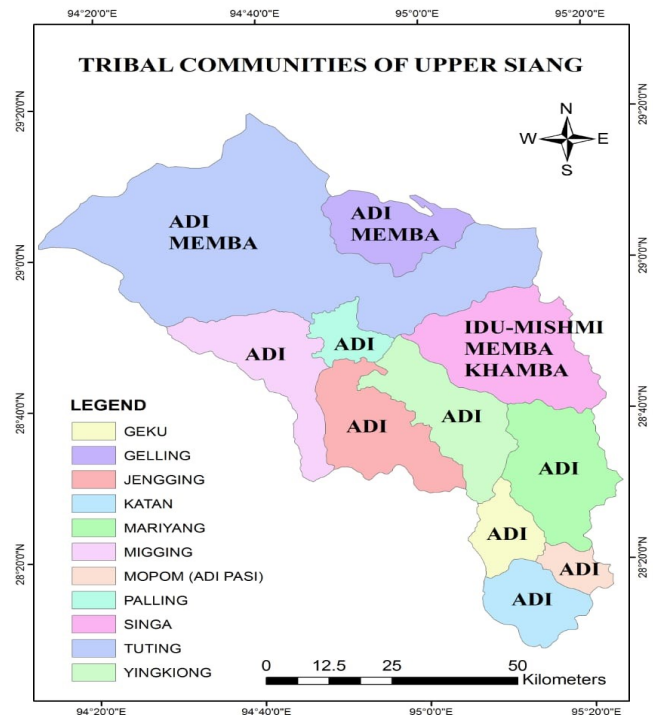 94°20'0"E 94°40'0"E 95°0'0"E 95°20'0"E
TRIBAL COMMUNITIES OF UPPER SIANG
29°20'0"N 29°20'0"N
N
W E
S
ADI
MEMBA
ADI
MEMBA
29°0'0"N 29°0'0"N
IDU-MISHMI
MEMBA
KHAMBA
ADI
ADI
28°40'0"N 28°40'0"N
ADI
ADI
ADI
LEGEND
GEKU
GELLING
JENGGING
KATAN
MARIYANG
MIGGING
MOPOM (ADI PASI)
PALLING
SINGA
TUTING
YINGKIONG
ADI
ADI
28°20'0"N 28°20'0"N
ADI
0 12.5 25 50
Kilometers
94°20'0"E 94°40'0"E 95°0'0"E 95°20'0"E